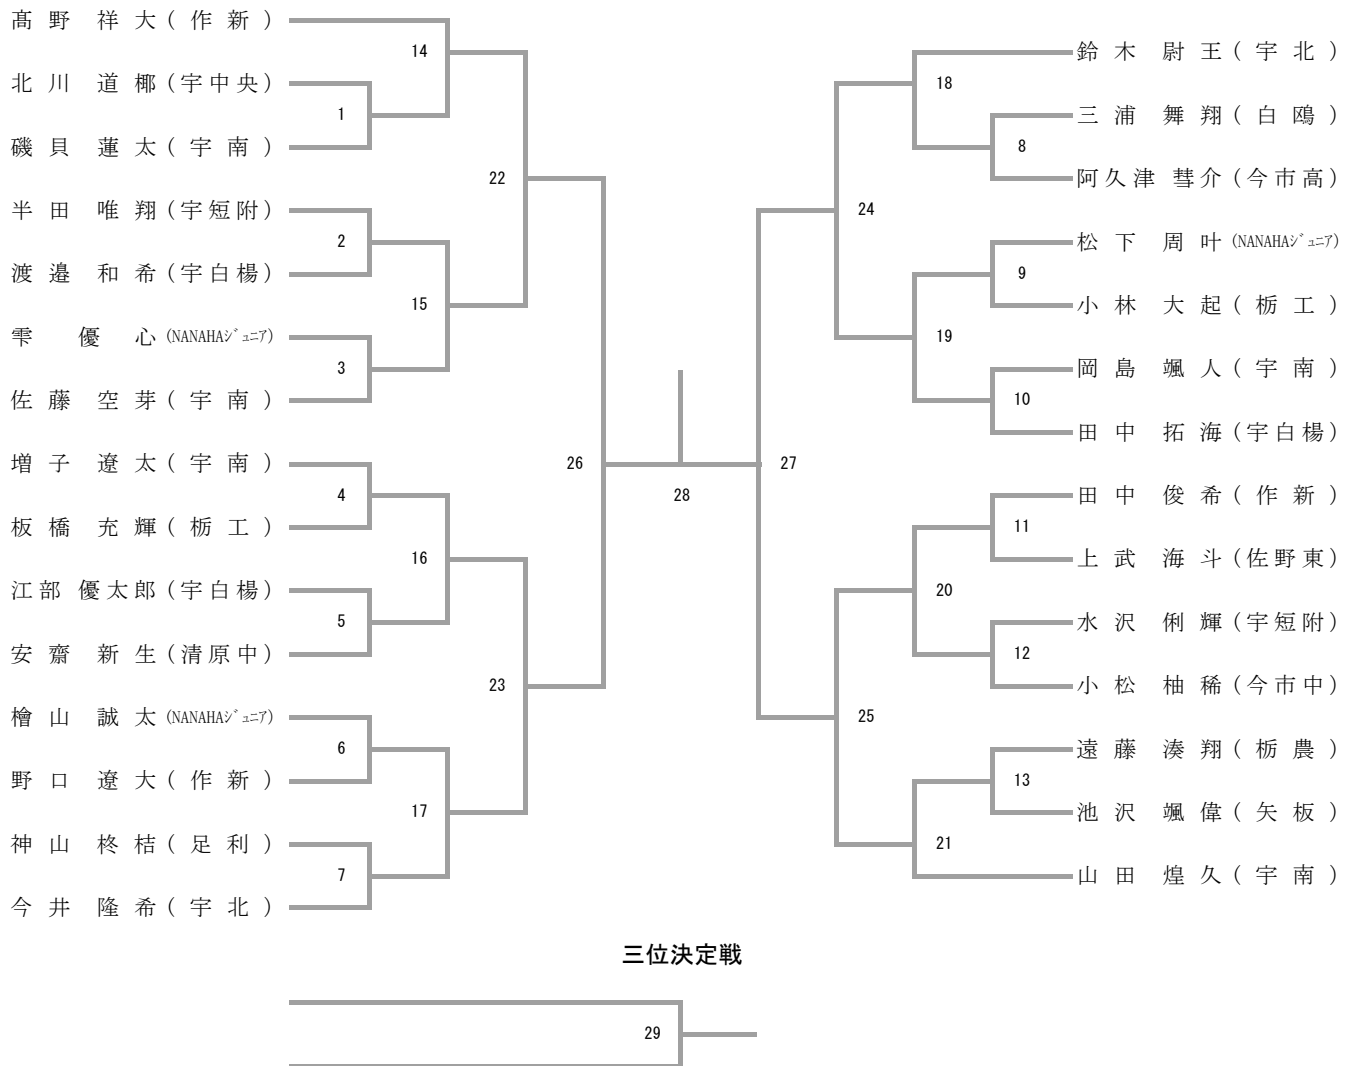 髙野 祥大(作新)
14
北川 道梛(宇中央)
1
磯貝 蓮太(宇南)
22
半田 唯翔(宇短附)
2
渡邉 和希(宇白楊)
15
雫 優心(NANAHAｼﾞｭﾆｱ)
3
佐藤 空芽(宇南)
26
増子 遼太(宇南)
4
板橋 充輝(栃工)
16
江部 優太郎(宇白楊)
5
安齋 新生(清原中)
23
檜山 誠太(NANAHAｼﾞｭﾆｱ)
6
野口 遼大(作新)
17
神山 柊桔(足利)
7
今井 隆希(宇北)
28
鈴木 尉王(宇北)
18
三浦 舞翔(白鴎)
8
阿久津 彗介(今市高)
24
松下 周叶(NANAHAｼﾞｭﾆｱ)
9
小林 大起(栃工)
19
岡島 颯人(宇南)
10
田中 拓海(宇白楊)
27
田中 俊希(作新)
11
上武 海斗(佐野東)
20
水沢 俐輝(宇短附)
12
小松 柚稀(今市中)
25
遠藤 湊翔(栃農)
13
池沢 颯偉(矢板)
21
山田 煌久(宇南)
三位決定戦
29